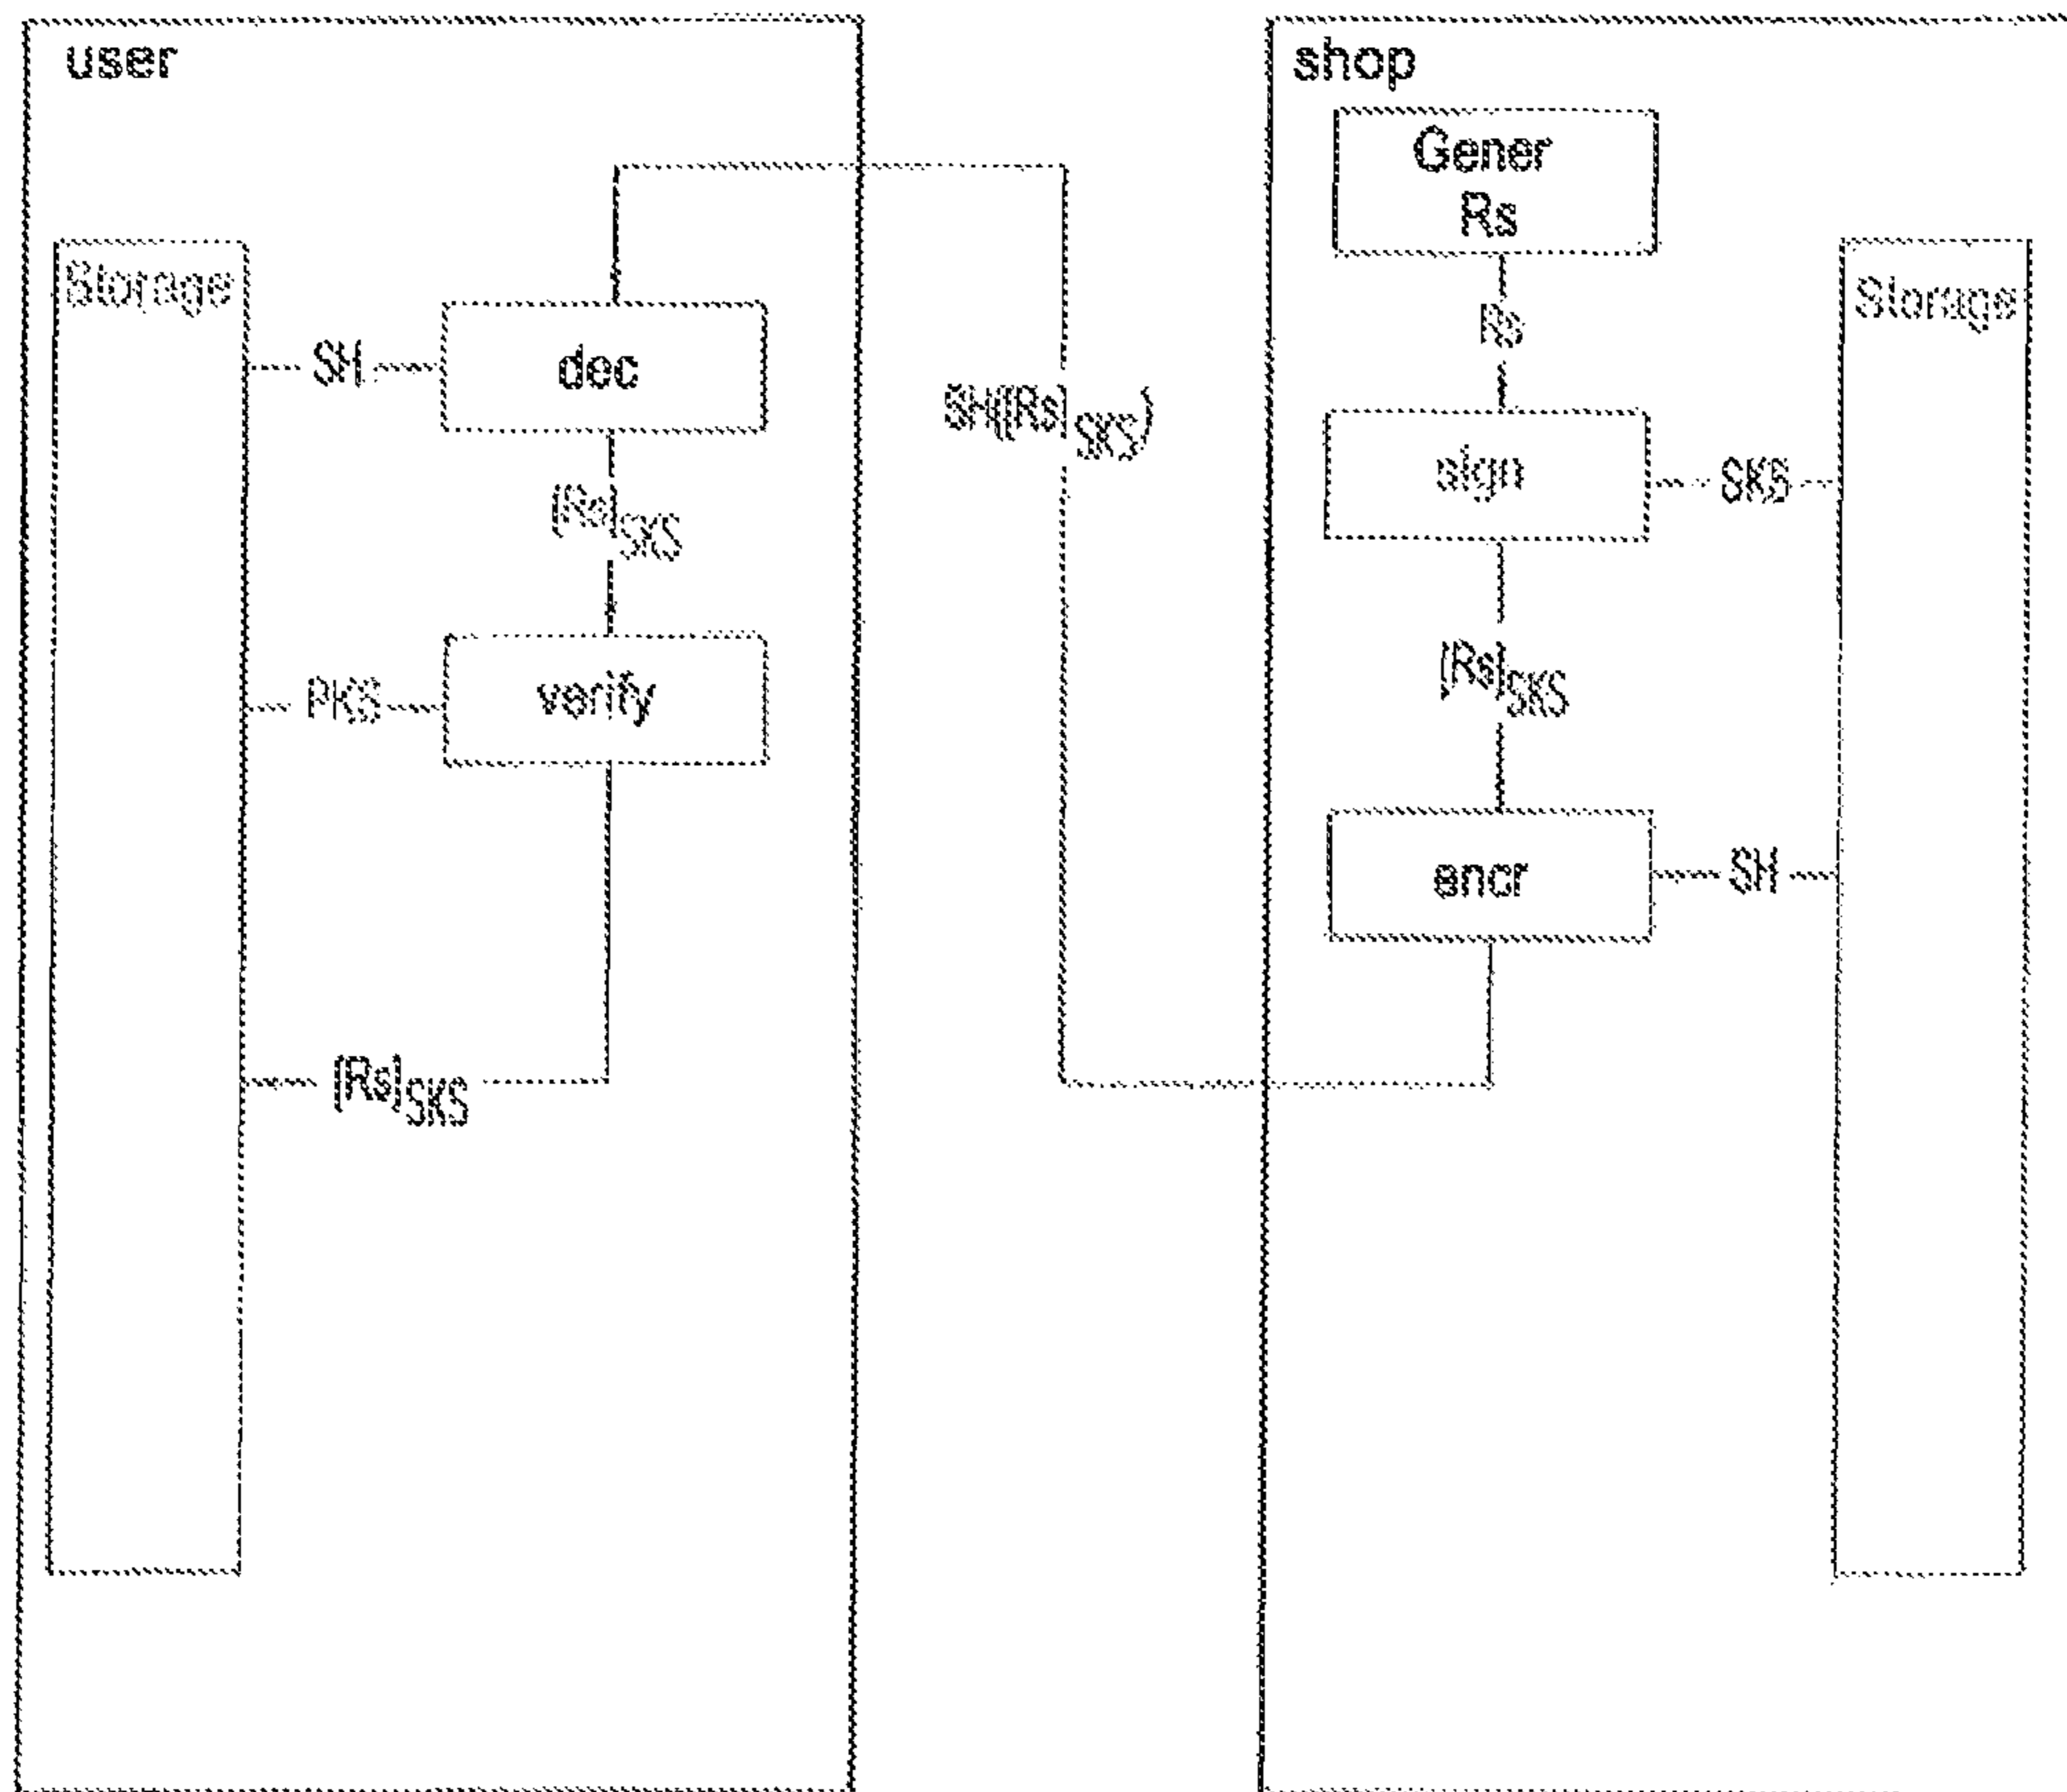 user
Storage
SH
dec
[Rs]SKS
PKS
verify
[Rs]SKS
SH([Rs]SKS)
shop
Gener
Rs
Rs
Storage
sign
SKS
[Rs]SKS
encr
SH